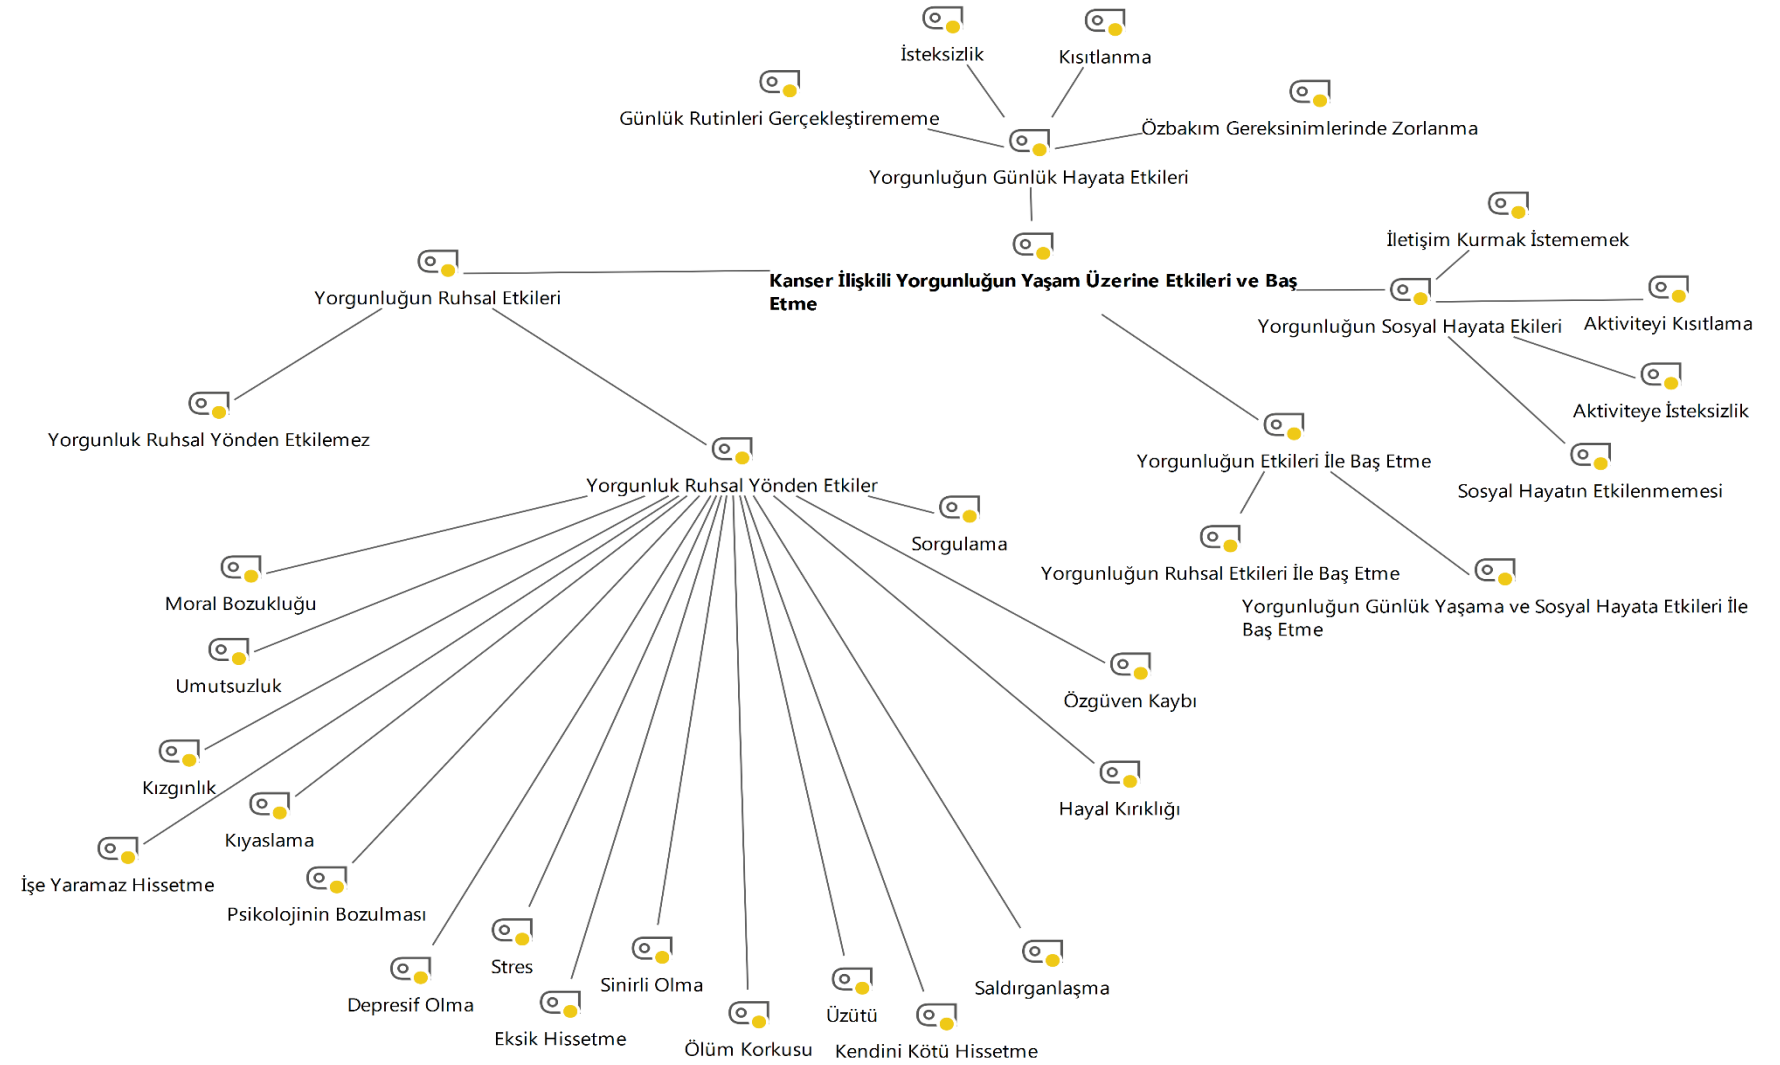 İsteksizlik
Kısıtlanma
Günlük Rutinleri Gerçekleştirememe
Özbakım Gereksinimlerinde Zorlanma
Yorgunluğun Günlük Hayata Etkileri
İletişim Kurmak İstememek
Yorgunluğun Ruhsal Etkileri
Kanser İlişkili Yorgunluğun Yaşam Üzerine Etkileri ve Baş
Etme
Yorgunluğun Sosyal Hayata Ekileri
Aktiviteyi Kısıtlama
Aktiviteye İsteksizlik
Yorgunluk Ruhsal Yönden Etkilemez
Yorgunluğun Etkileri İle Baş Etme
Yorgunluk Ruhsal Yönden Etkiler
Sosyal Hayatın Etkilenmemesi
Sorgulama
Yorgunluğun Ruhsal Etkileri İle Baş Etme
Yorgunluğun Günlük Yaşama ve Sosyal Hayata Etkileri İle
Baş Etme
Moral Bozukluğu
Umutsuzluk
Özgüven Kaybı
Kızgınlık
Hayal Kırıklığı
Kıyaslama
İşe Yaramaz Hissetme
Psikolojinin Bozulması
Stres
Sinirli Olma
Saldırganlaşma
Depresif Olma
Üzütü
Eksik Hissetme
Ölüm Korkusu
Kendini Kötü Hissetme